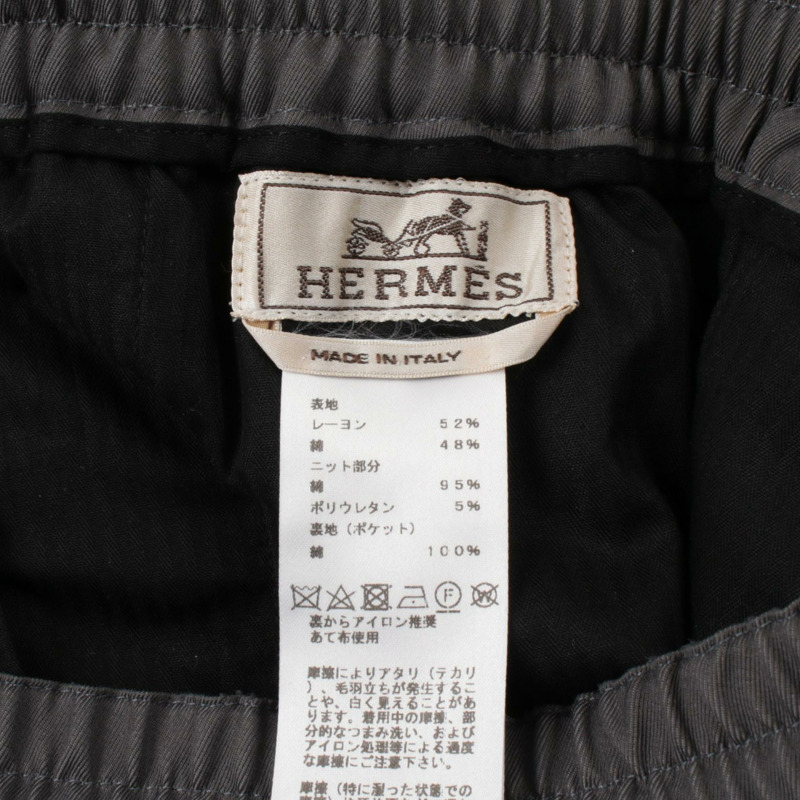 HERMES
MADE IN ITALY
表地
レーヨン 52%
綿 48%
ニット部分
綿 95%
ポリウレタン 5%
裏地（ポケット）
綿 100%
F W
裏からアイロン推奨
あて布使用
摩擦によりアタリ（テカリ
）、毛羽立ちが発生するこ
とや、白く見えることがあ
ります。着用中の摩擦、部
分的なつまみ洗い、および
アイロン処理等による過度
な摩擦にご注意下さい。
摩擦（特に湿った状態での